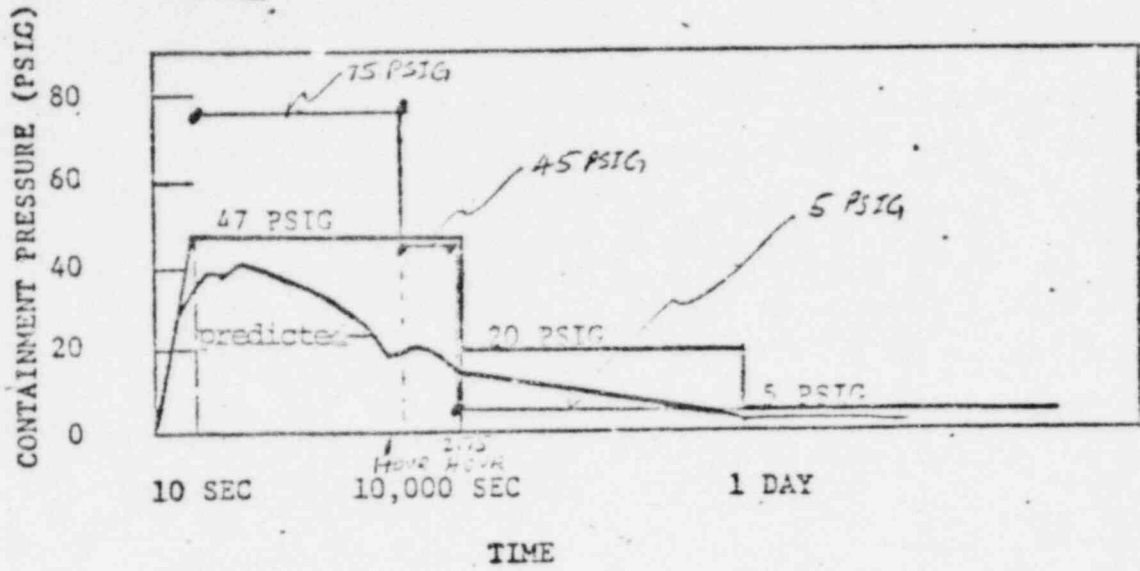 CONTAINMENT PRESSURE (PSIG)
80
60
40
20
0
75 PSIG
45 PSIG
5 PSIG
47 PSIG
predicted
20 PSIG
5 PSIG
HOUR HOUR
10 SEC
10,000 SEC
1 DAY
TIME